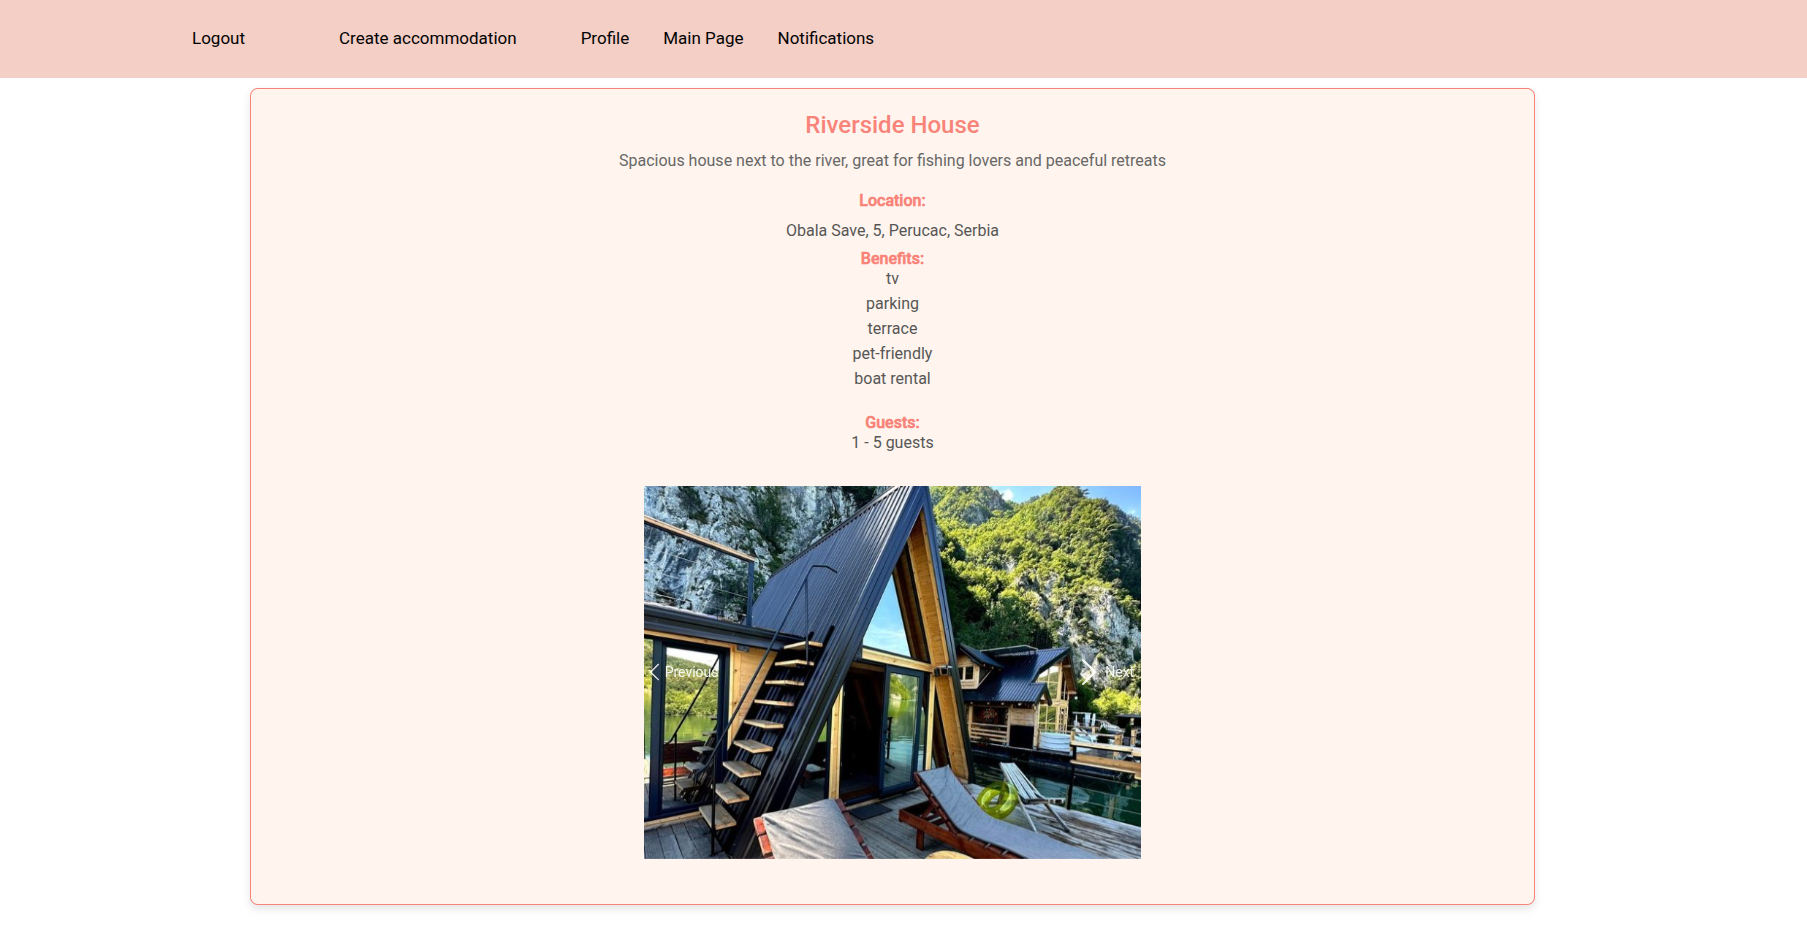 Logout Create accommodation Profile Main Page Notifications
Riverside House
Spacious house next to the river, great for fishing lovers and peaceful retreats
Location:
Obala Save, 5, Perucac, Serbia
Benefits:
tv
parking
terrace
pet-friendly
boat rental
Guests:
1 - 5 guests
Previous
Next